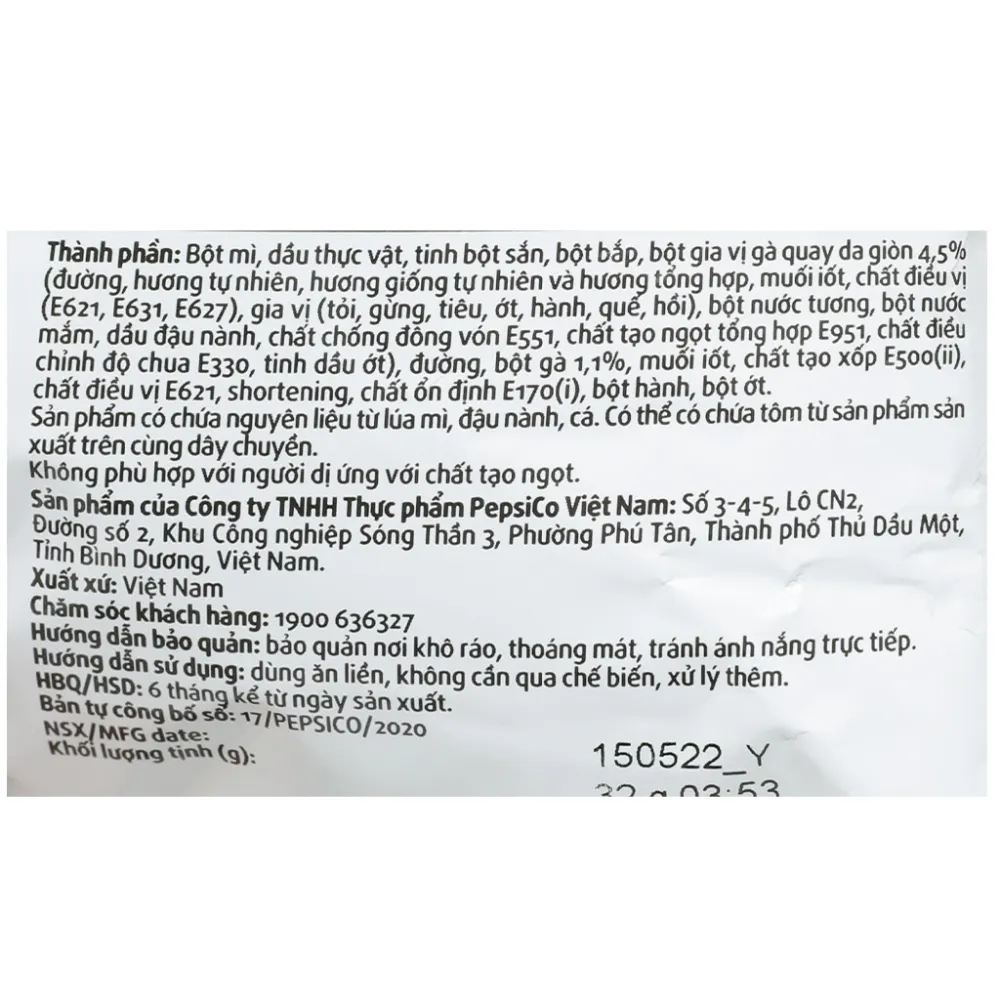 Thành phần: Bột mì, dầu thực vật, tinh bột sắn, bột bắp, bột gia vị gà quay da giòn 4,5%
(đường, hương tự nhiên, hương giống tự nhiên và hương tổng hợp, muối iốt, chất điều vị
(E621, E631, E627), gia vị (tỏi, gừng, tiêu, ớt, hành, quế, hồi), bột nước tương, bột nước
mắm, dầu đậu nành, chất chống đông vón E551, chất tạo ngọt tổng hợp E951, chất điều
chỉnh độ chua E330, tinh dầu ớt), đường, bột gà 1,1%, muối iốt, chất tạo xốp E500(ii),
chất điều vị E621, shortening, chất ổn định E170(i), bột hành, bột ớt.
Sản phẩm có chứa nguyên liệu từ lúa mì, đậu nành, cá. Có thể có chứa tôm từ sản phẩm sản
xuất trên cùng dây chuyền.
Không phù hợp với người dị ứng với chất tạo ngọt.
Sản phẩm của Công ty TNHH Thực phẩm PepsiCo Việt Nam: Số 3-4-5, Lô CN2,
Đường số 2, Khu Công nghiệp Sóng Thần 3, Phường Phú Tân, Thành phố Thủ Dầu Một,
Tỉnh Bình Dương, Việt Nam.
Xuất xứ: Việt Nam
Chăm sóc khách hàng: 1900 636327
Hướng dẫn bảo quản: bảo quản nơi khô ráo, thoáng mát, tránh ánh nắng trực tiếp.
Hướng dẫn sử dụng: dùng ăn liền, không cần qua chế biến, xử lý thêm.
HBQ/HSD: 6 tháng kể từ ngày sản xuất.
Bản tự công bố số: 17/PEPSICO/2020
NSX/MFG date:
Khối lượng tịnh (g):
150522_Y
32 g 03:53